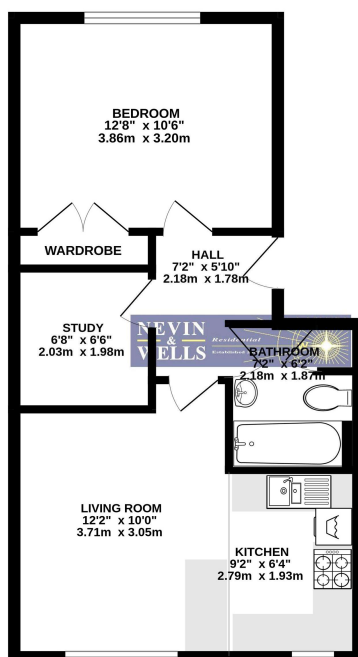 BEDROOM
12'8" x 10'6"
3.86m x 3.20m
WARDROBE
HALL
7'2" x 5'10"
2.18m x 1.78m
STUDY
6'8" x 6'6"
2.03m x 1.98m
NEVIN
&
WELLS
Residential
Established
BATHROOM
7'2" x 6'2"
2.18m x 1.87m
LIVING ROOM
12'2" x 10'0"
3.71m x 3.05m
KITCHEN
9'2" x 6'4"
2.79m x 1.93m